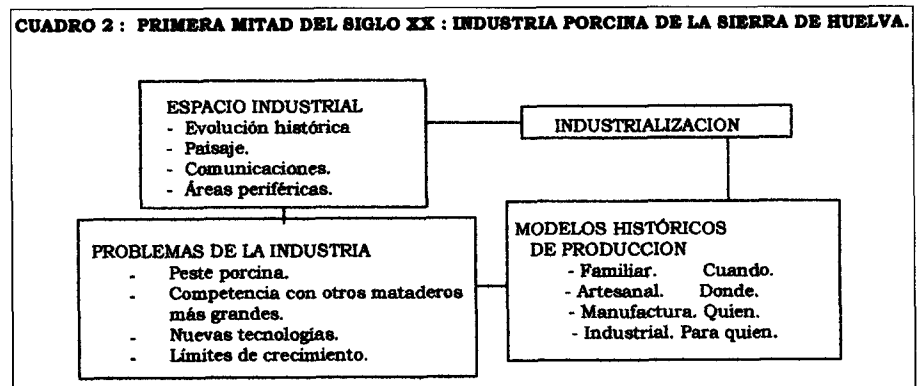 CUADRO 2 : PRIMERA MITAD DEL SIGLO XX : INDUSTRIA PORCINA DE LA SIERRA DE HUELVA.
ESPACIO INDUSTRIAL
- Evolución histórica
- Paisaje.
- Comunicaciones.
- Áreas periféricas.
INDUSTRIALIZACION
PROBLEMAS DE LA INDUSTRIA
- Peste porcina.
- Competencia con otros mataderos
más grandes.
- Nuevas tecnologías.
- Límites de crecimiento.
MODELOS HISTÓRICOS
DE PRODUCCION
- Familiar. Cuando.
- Artesanal. Donde.
- Manufactura. Quien.
- Industrial. Para quien.